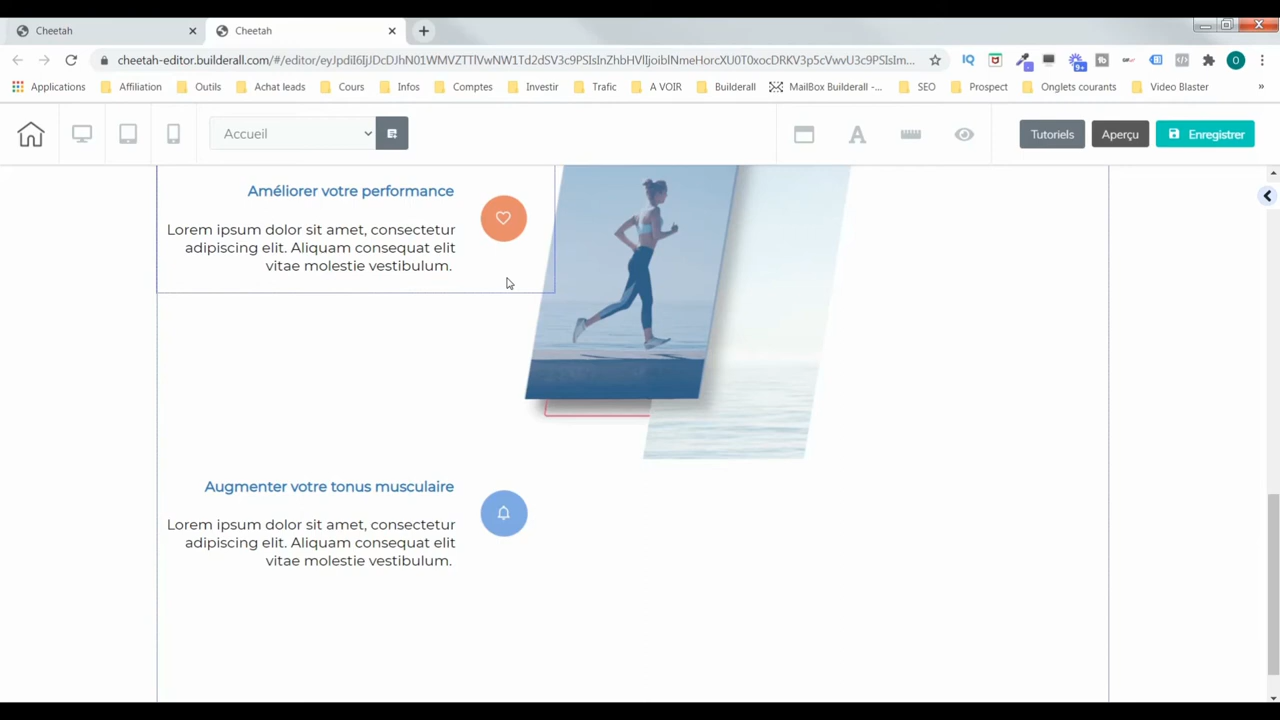 Cheetah
Cheetah
cheetah-editor.builderall.com/#/editor/
Applications
Affiliation
Outils
Achat leads
Cours
Infos
Comptes
Investir
Trafic
A VOIR
Builderall
MailBox Builderall -...
SEO
Prospect
Onglets courants
Video Blaster
»
Accueil
Tutoriels
Aperçu
Enregistrer
Améliorer votre performance
Lorem ipsum dolor sit amet, consectetur
adipiscing elit. Aliquam consequat elit
vitae molestie vestibulum.
Augmenter votre tonus musculaire
Lorem ipsum dolor sit amet, consectetur
adipiscing elit. Aliquam consequat elit
vitae molestie vestibulum.